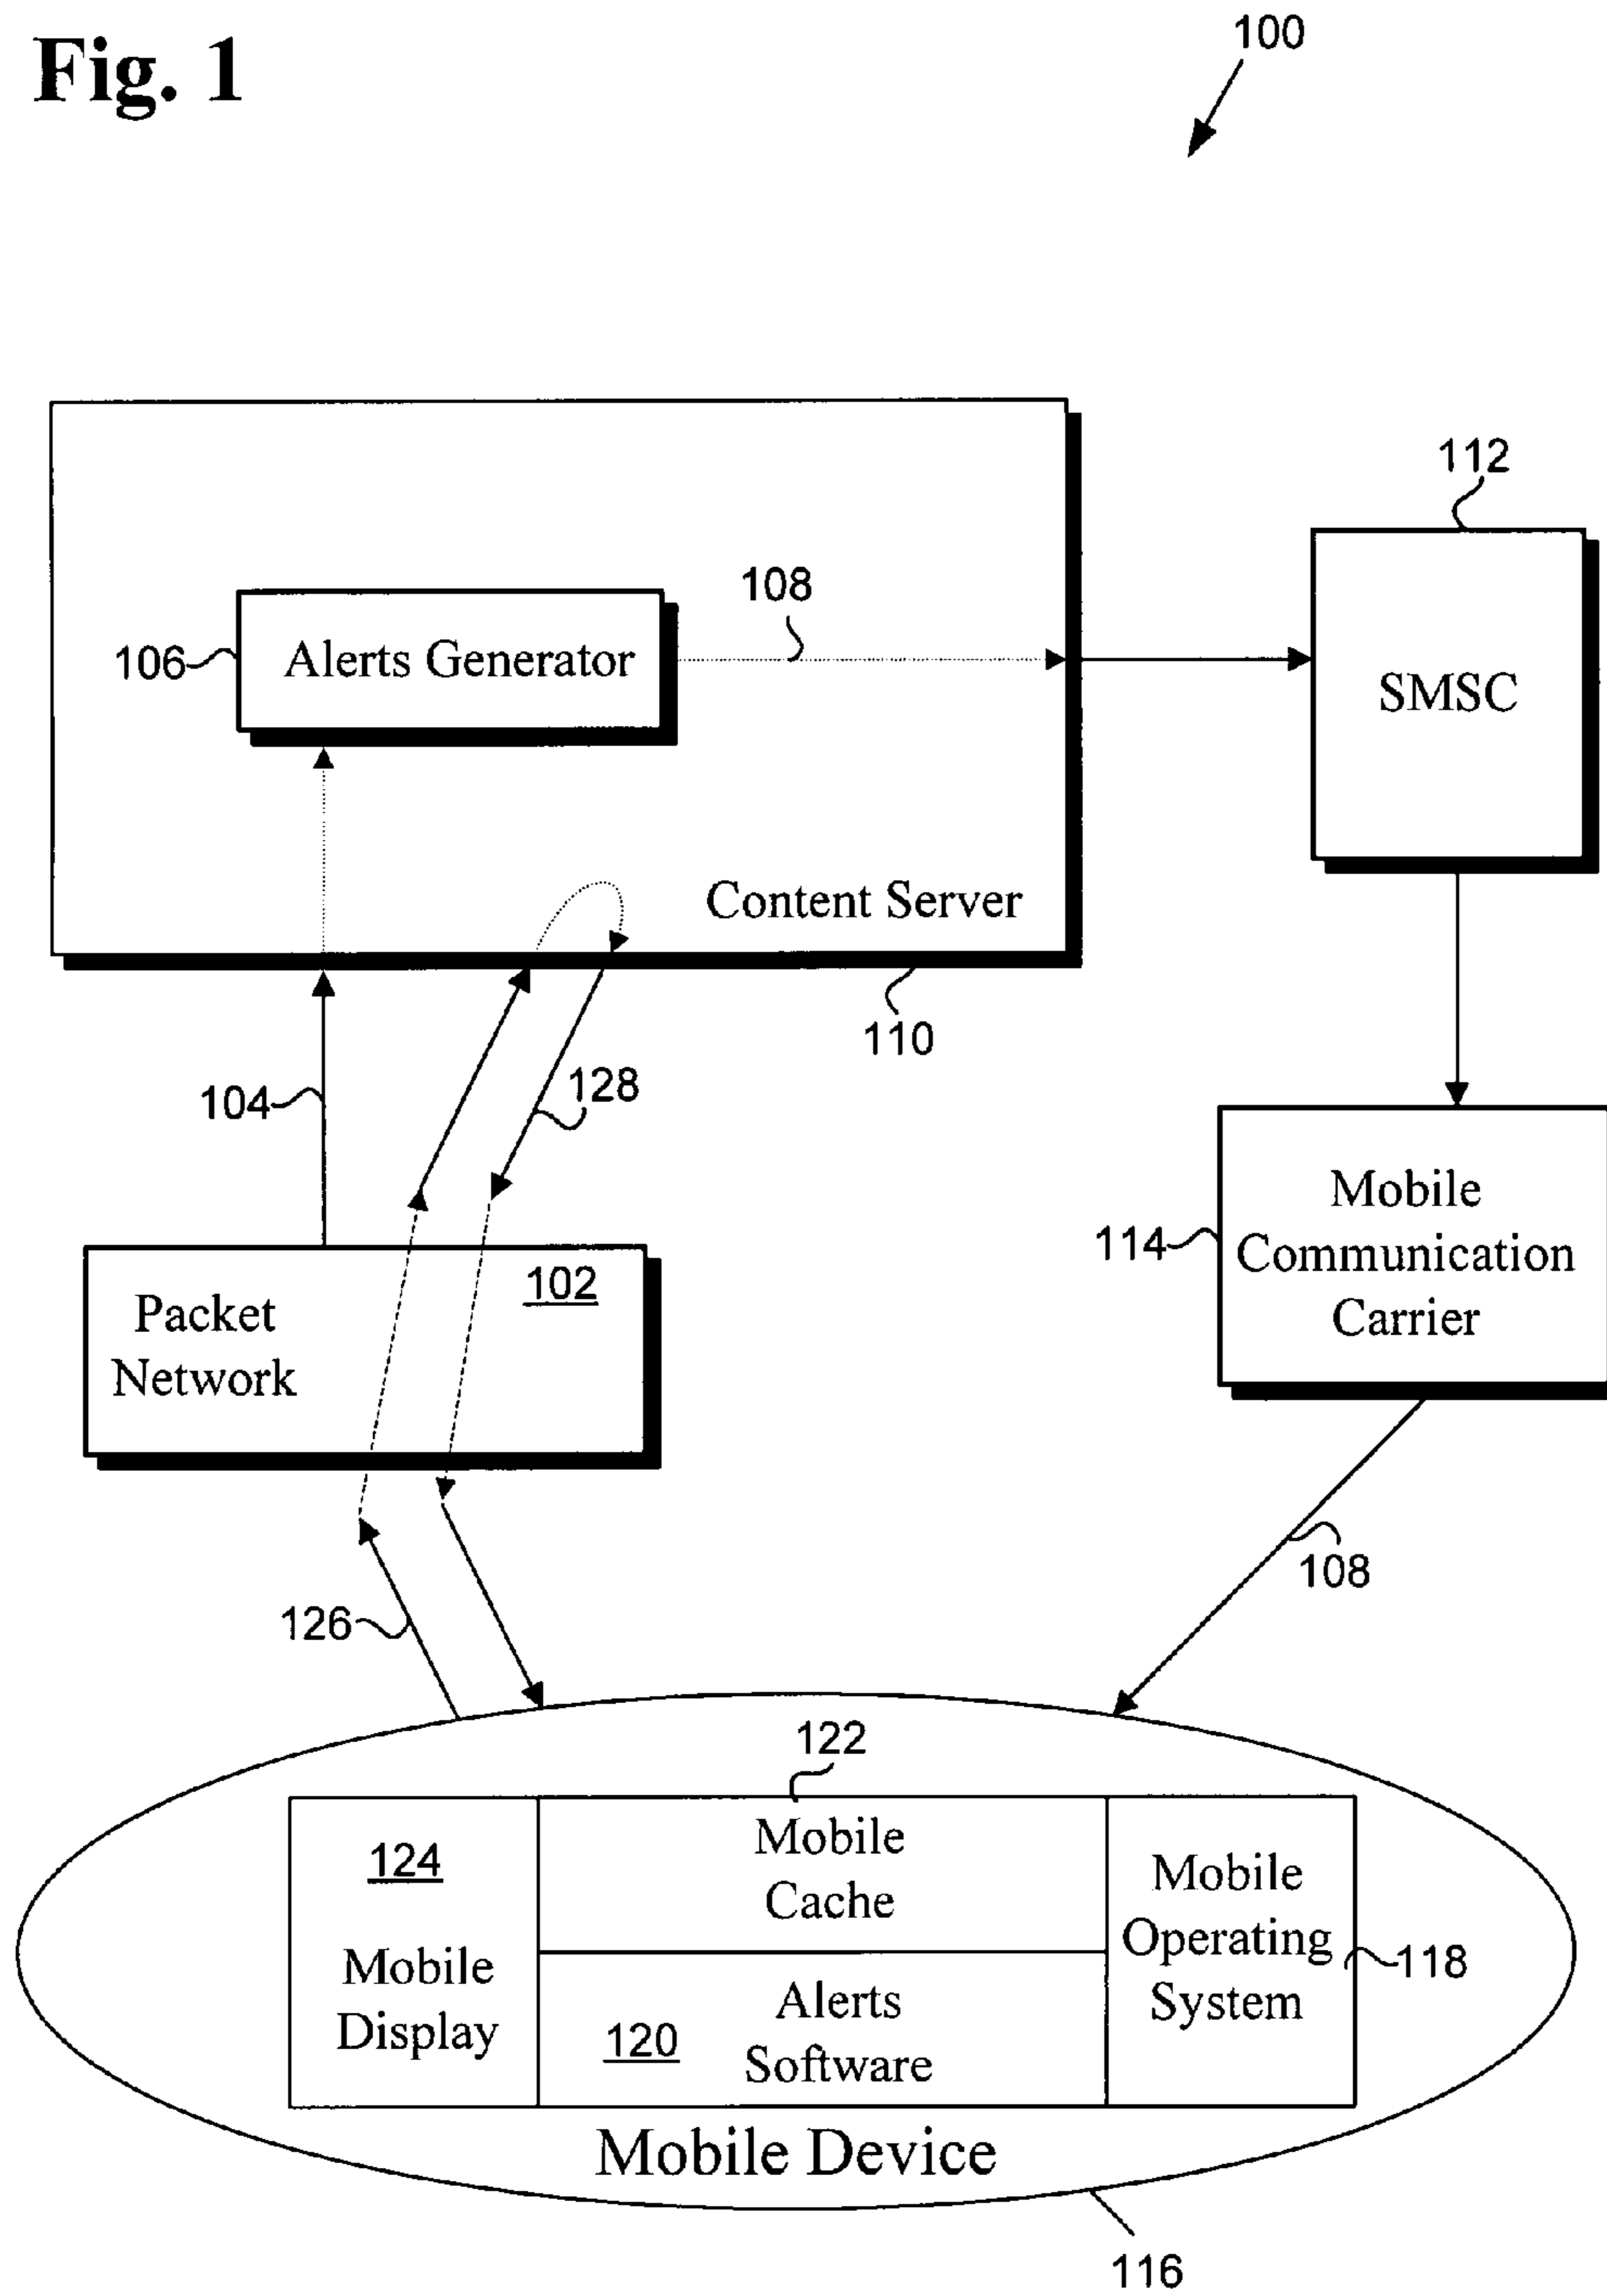 Fig. 1
100
112
108
106
Alerts Generator
SMSC
Content Server
110
128
104
102
Packet
Network
114
Mobile
Communication
Carrier
108
126
122
124
Mobile
Display
Mobile
Cache
120
Alerts
Software
Mobile
Operating
System
118
Mobile Device
116